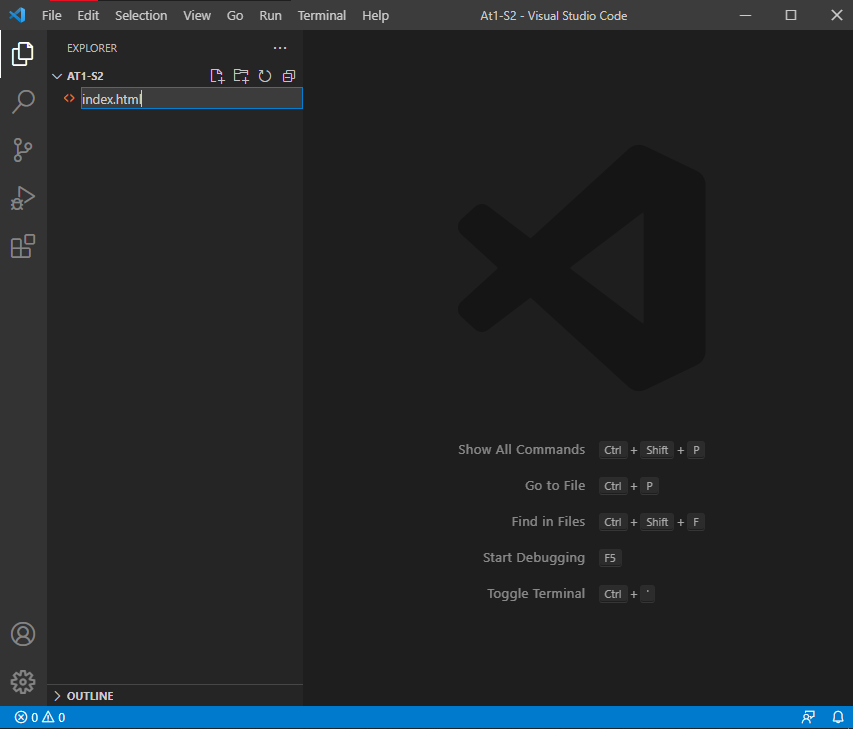 File Edit Selection View Go Run Terminal Help At1-S2 - Visual Studio Code
EXPLORER
AT1-S2
index.html
Show All Commands Ctrl + Shift + P
Go to File Ctrl + P
Find in Files Ctrl + Shift + F
Start Debugging F5
Toggle Terminal Ctrl + '
OUTLINE
0 0